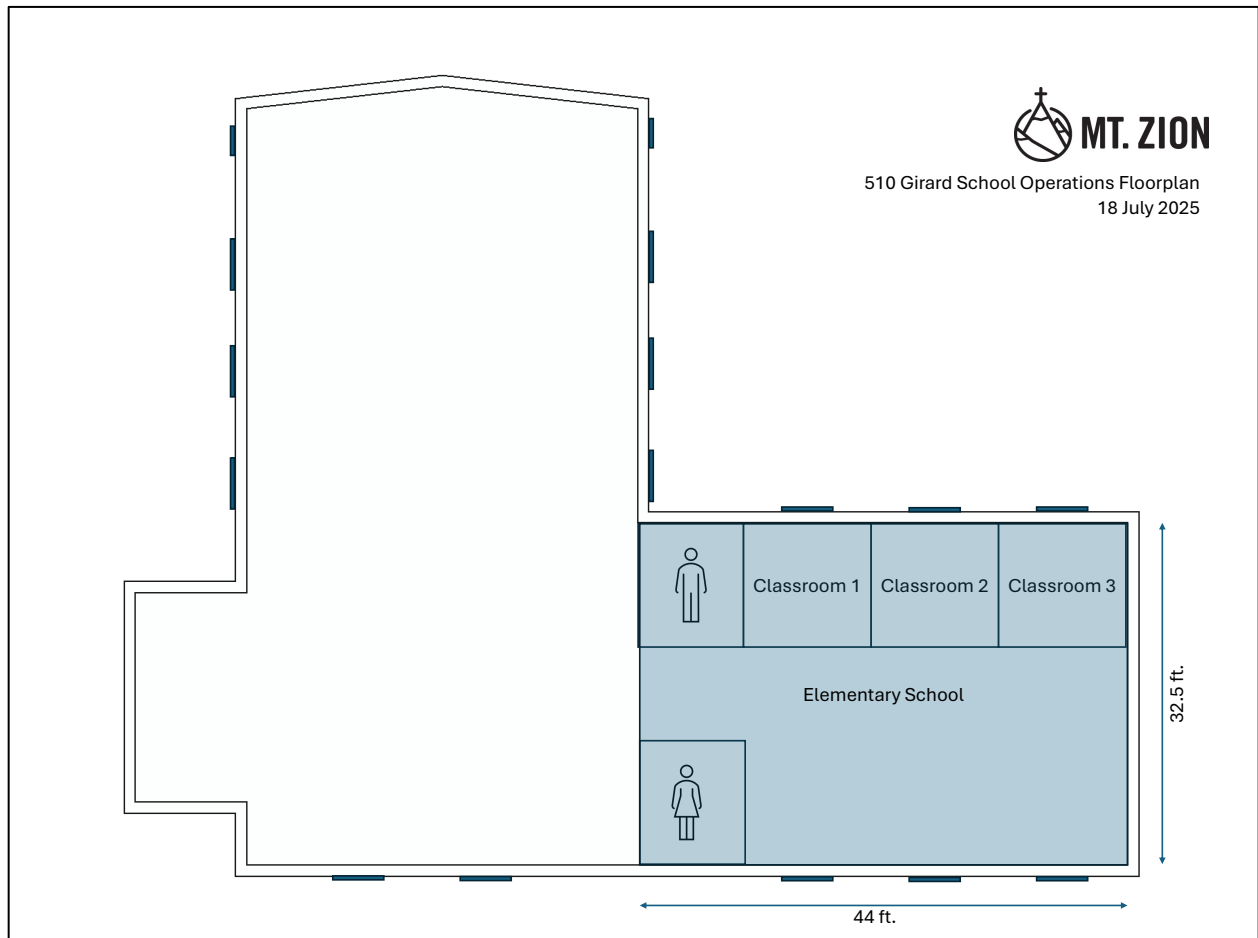 MT. ZION
510 Girard School Operations Floorplan
18 July 2025
Classroom 1
Classroom 2
Classroom 3
Elementary School
32.5 ft.
44 ft.